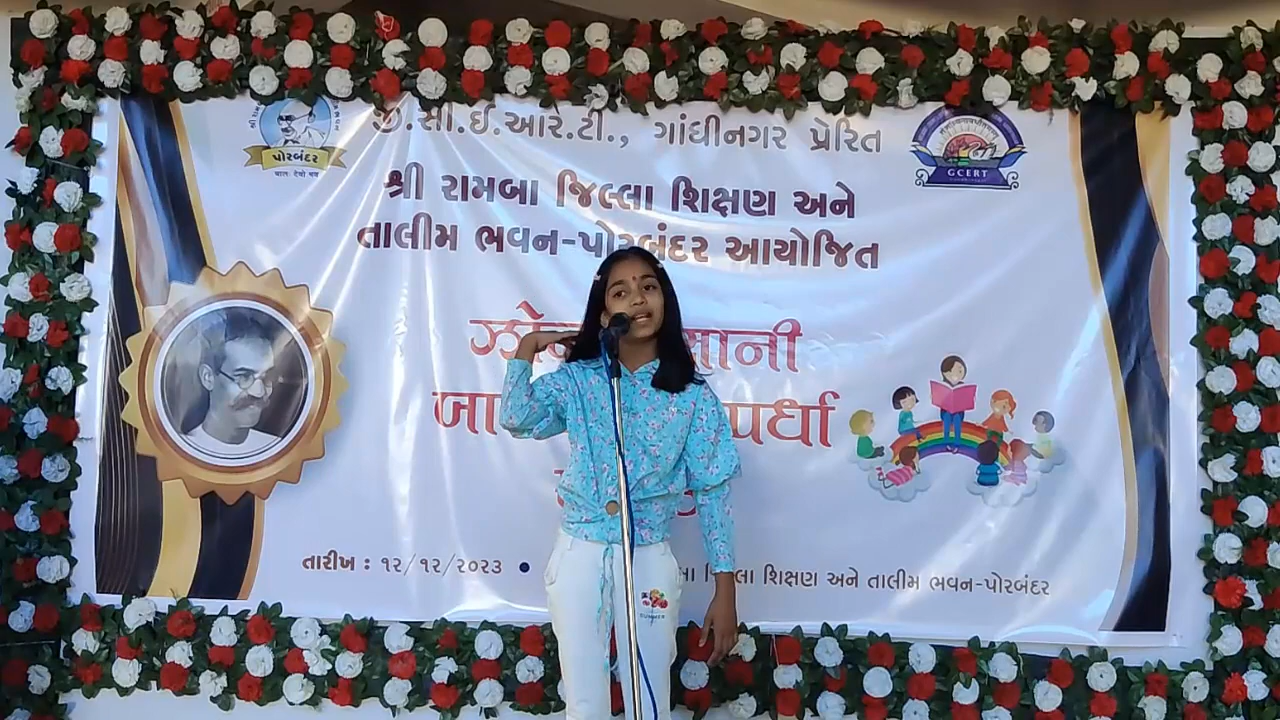 પોરબંદર
જી.સી.ઈ.આર.ટી., ગાંધીનગર પ્રેરિત
GCERT
શ્રી રામબા જિલ્લા શિક્ષણ અને
તાલીમ ભવન-પોરબંદર આયોજિત
તારીખ : ૧૨/૧૨/૨૦૨૩ •
જિલ્લા શિક્ષણ અને તાલીમ ભવન-પોરબંદર
SUMMER